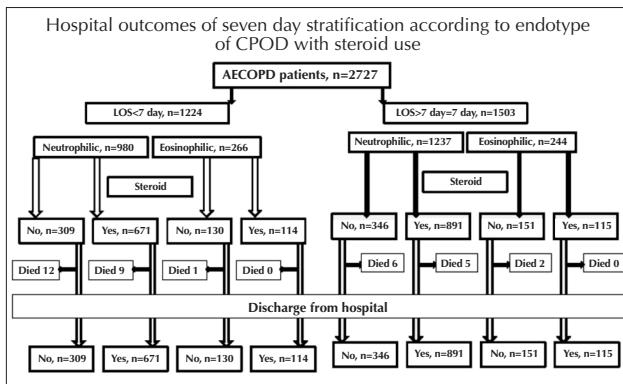 Hospital outcomes of seven day stratification according to endotype
of CPOD with steroid use
AECOPD patients, n=2727
LOS<7 day, n=1224
LOS>7 day=7 day, n=1503
Neutrophilic, n=980
Eosinophilic, n=266
Neutrophilic, n=1237
Eosinophilic, n=244
Steroid
Steroid
No, n=309
Yes, n=671
No, n=130
Yes, n=114
No, n=346
Yes, n=891
No, n=151
Yes, n=115
Died 12
Died 9
Died 1
Died 0
Died 6
Died 5
Died 2
Died 0
Discharge from hospital
No, n=309
Yes, n=671
No, n=130
Yes, n=114
No, n=346
Yes, n=891
No, n=151
Yes, n=115